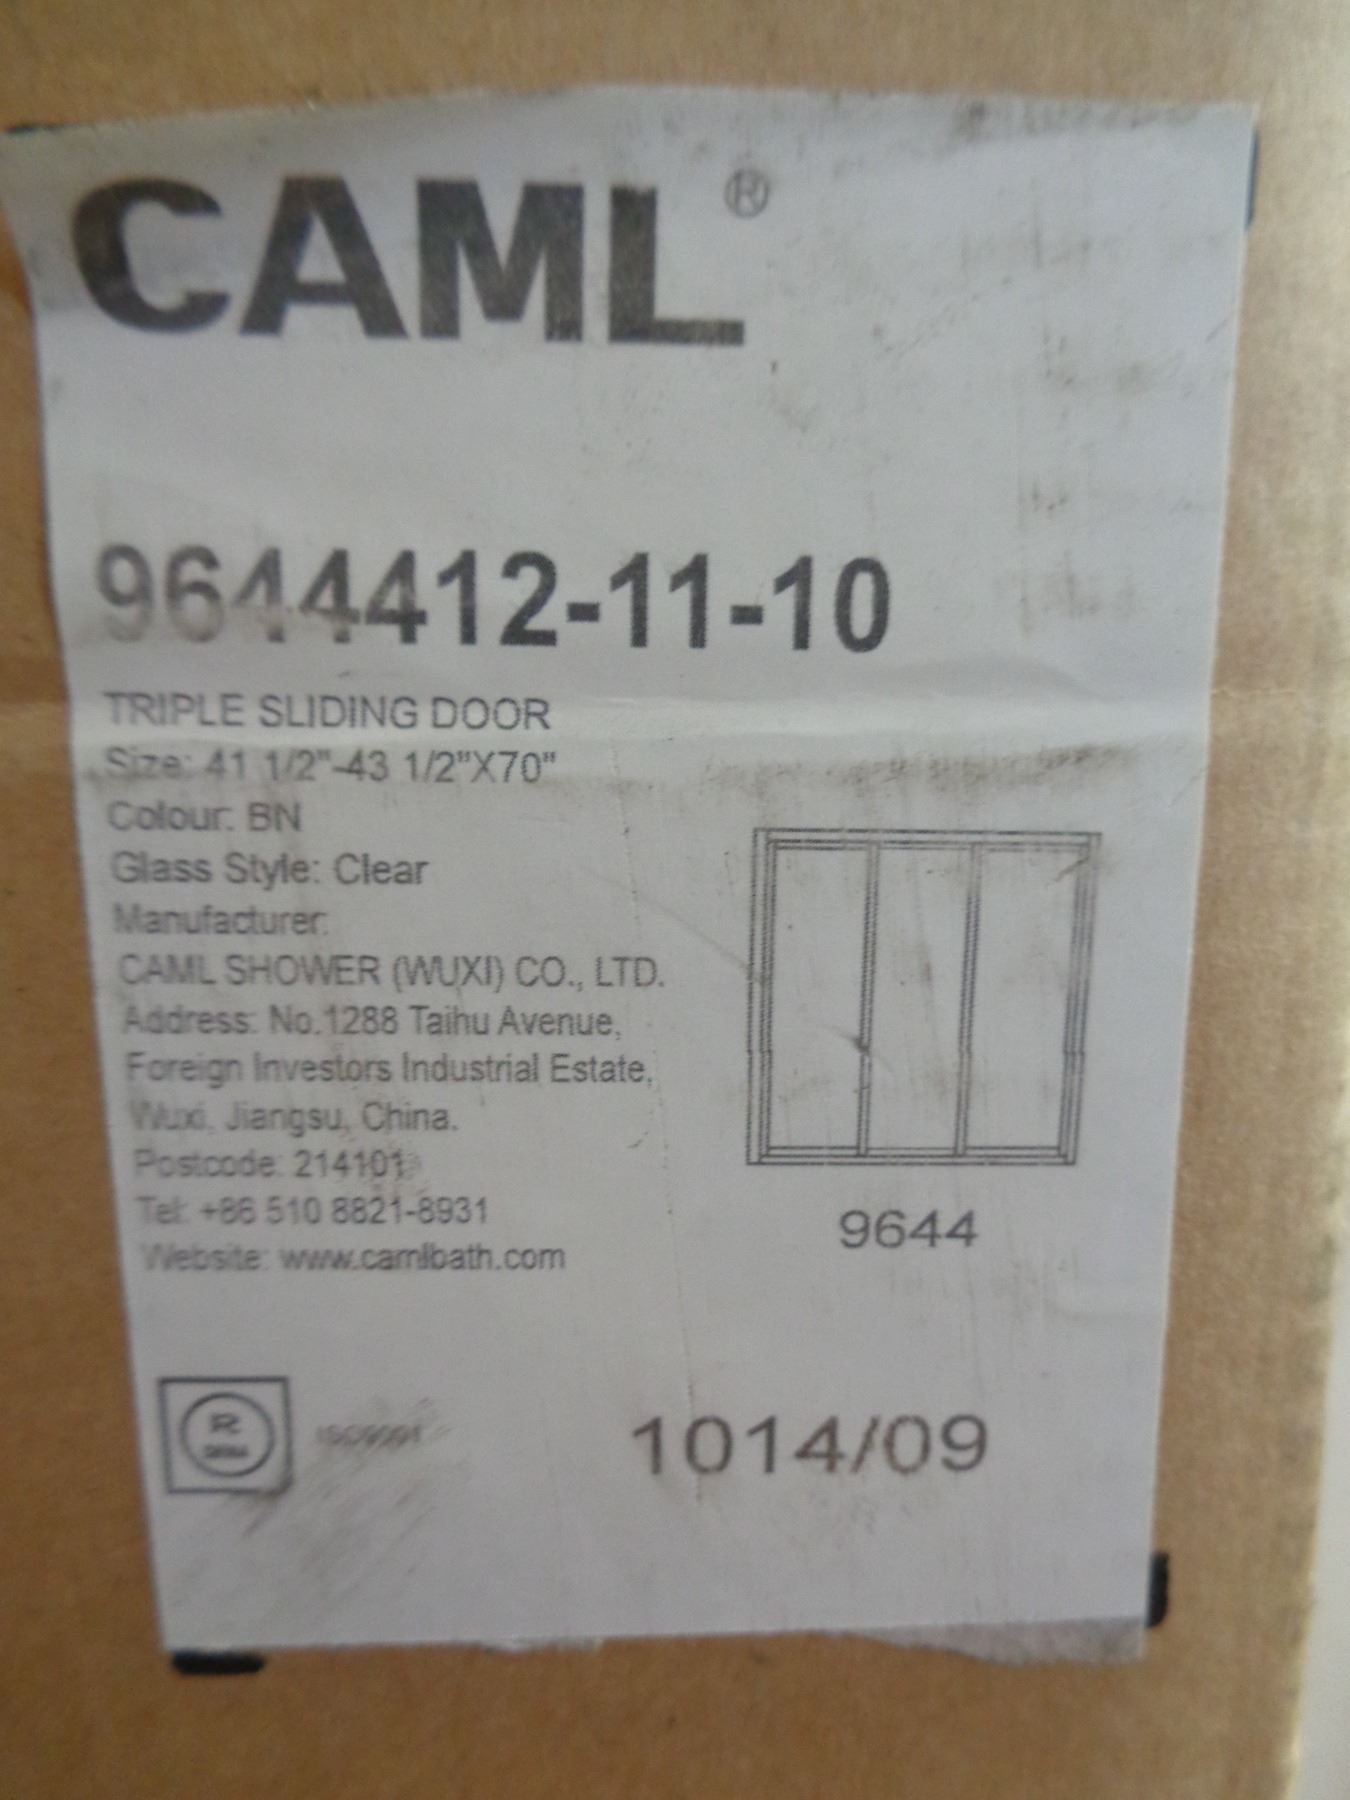 CAML®
9644412-11-10
TRIPLE SLIDING DOOR
Size: 41 1/2"-43 1/2"X70"
Colour: BN
Glass Style: Clear
Manufacturer:
CAML SHOWER (WUXI) CO., LTD.
Address: No.1288 Taihu Avenue,
Foreign Investors Industrial Estate,
Wuxi, Jiangsu, China.
Postcode: 214101
Tel: +86 510 8821-8931
Website: www.camlbath.com
9644
R
ISO9001
1014/09